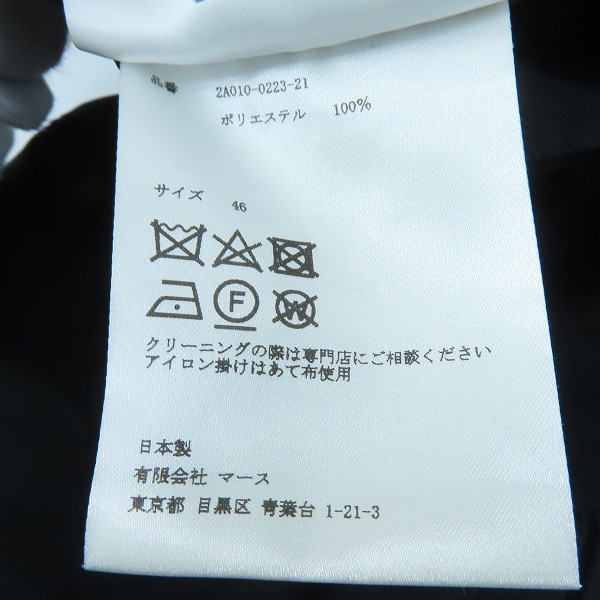 品番 2A010-0223-21
ポリエステル 100%
サイズ 46
F W
クリーニングの際は専門店にご相談ください
アイロン掛けはあて布使用
日本製
有限会社 マース
東京都 目黒区 青葉台 1-21-3